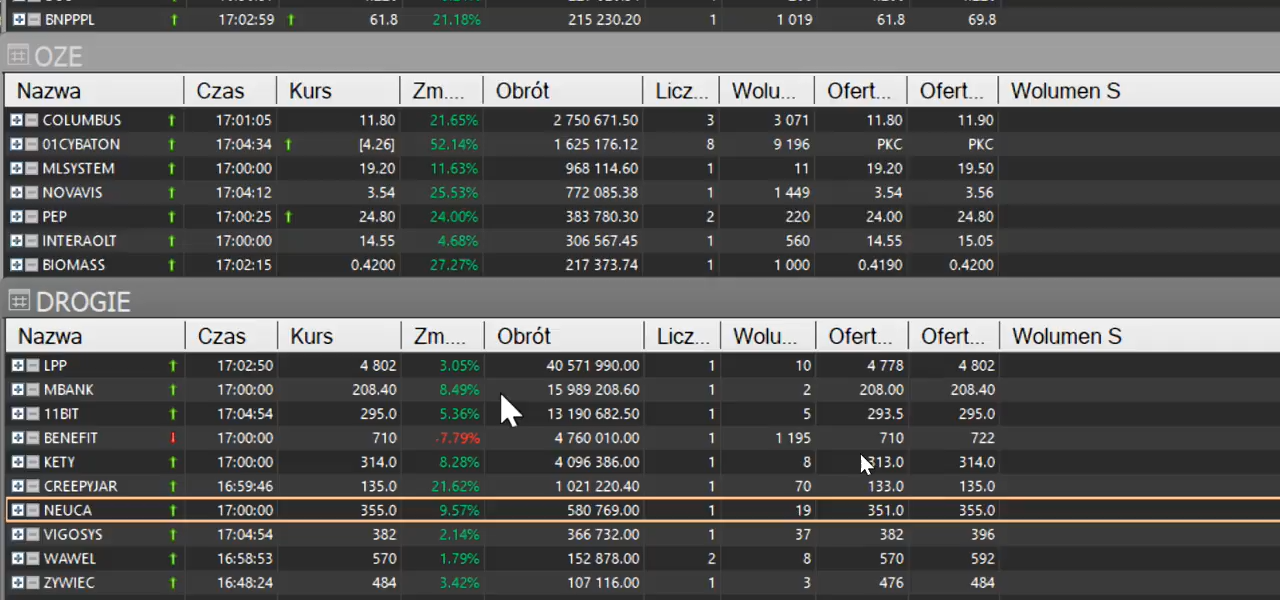 BNPPPL 17:02:59 61.8 21.18% 215 230.20 1 1 019 61.8 69.8
OZE
Nazwa Czas Kurs Zm.... Obrót Licz... Wolu... Ofert... Ofert... Wolumen S
COLUMBUS 17:01:05 11.80 21.65% 2 750 671.50 3 3 071 11.80 11.90
01CYBATON 17:04:34 [4.26] 52.14% 1 625 176.12 8 9 196 PKC PKC
MLSYSTEM 17:00:00 19.20 11.63% 968 114.60 1 11 19.20 19.50
NOVAVIS 17:04:12 3.54 25.53% 772 085.38 1 1 449 3.54 3.56
PEP 17:00:25 24.80 24.00% 383 780.30 2 220 24.00 24.80
INTERAOLT 17:00:00 14.55 4.68% 306 567.45 1 560 14.55 15.05
BIOMASS 17:02:15 0.4200 27.27% 217 373.74 1 1 000 0.4190 0.4200
DROGIE
Nazwa Czas Kurs Zm.... Obrót Licz... Wolu... Ofert... Ofert... Wolumen S
LPP 17:02:50 4 802 3.05% 40 571 990.00 1 10 4 778 4 802
MBANK 17:00:00 208.40 8.49% 15 989 208.60 1 2 208.00 208.40
11BIT 17:04:54 295.0 5.36% 13 190 682.50 1 5 293.5 295.0
BENEFIT 17:00:00 710 -7.79% 4 760 010.00 1 1 195 710 722
KETY 17:00:00 314.0 8.28% 4 096 386.00 1 8 313.0 314.0
CREEPYJAR 16:59:46 135.0 21.62% 1 021 220.40 1 70 133.0 135.0
NEUCA 17:00:00 355.0 9.57% 580 769.00 1 19 351.0 355.0
VIGOSYS 17:04:54 382 2.14% 366 732.00 1 37 382 396
WAWEL 16:58:53 570 1.79% 152 878.00 2 8 570 592
ZYWIEC 16:48:24 484 3.42% 107 116.00 1 3 476 484